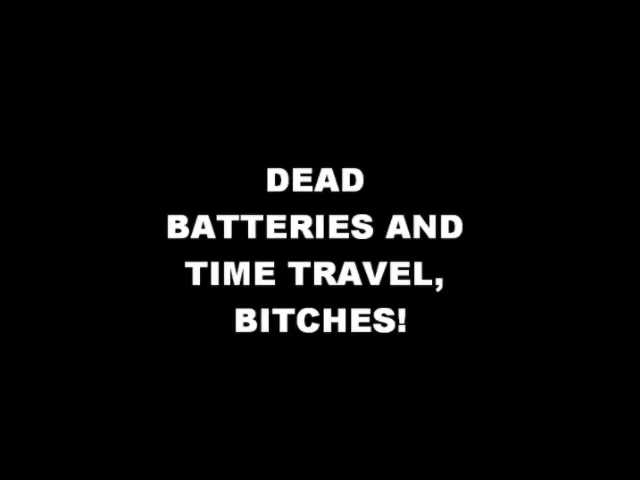 DEAD
BATTERIES AND
TIME TRAVEL,
BITCHES!